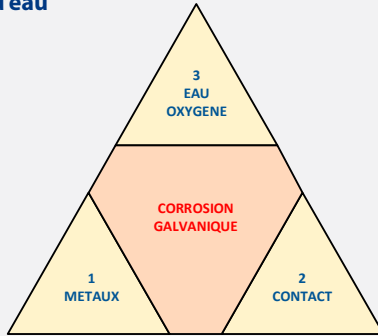 l'eau
3
EAU
OXYGENE
CORROSION
GALVANIQUE
1
METAUX
2
CONTACT